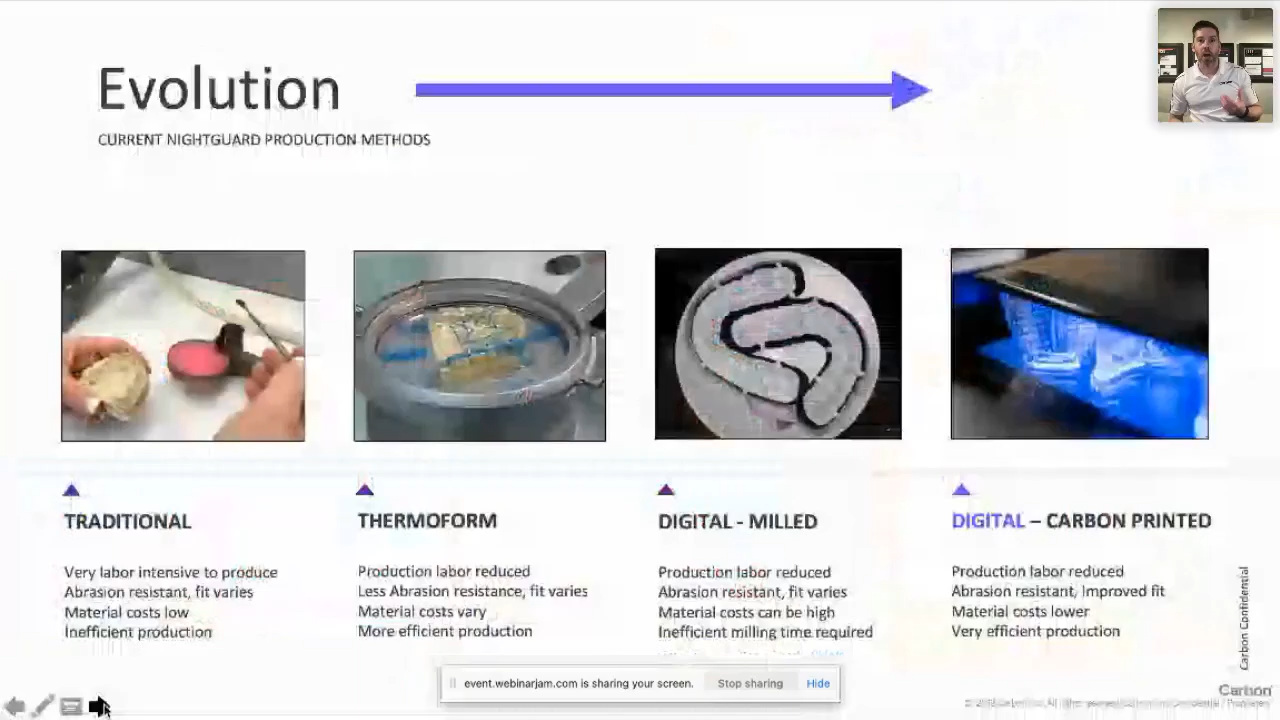 Evolution
CURRENT NIGHTGUARD PRODUCTION METHODS
TRADITIONAL
Very labor intensive to produce
Abrasion resistant, fit varies
Material costs low
Inefficient production
THERMOFORM
Production labor reduced
Less Abrasion resistance, fit varies
Material costs vary
More efficient production
DIGITAL - MILLED
Production labor reduced
Abrasion resistant, fit varies
Material costs can be high
Inefficient milling time required
DIGITAL – CARBON PRINTED
Production labor reduced
Abrasion resistant, Improved fit
Material costs lower
Very efficient production
Carbon Confidential
event.webinarjam.com is sharing your screen.
Stop sharing
Hide
Carbon